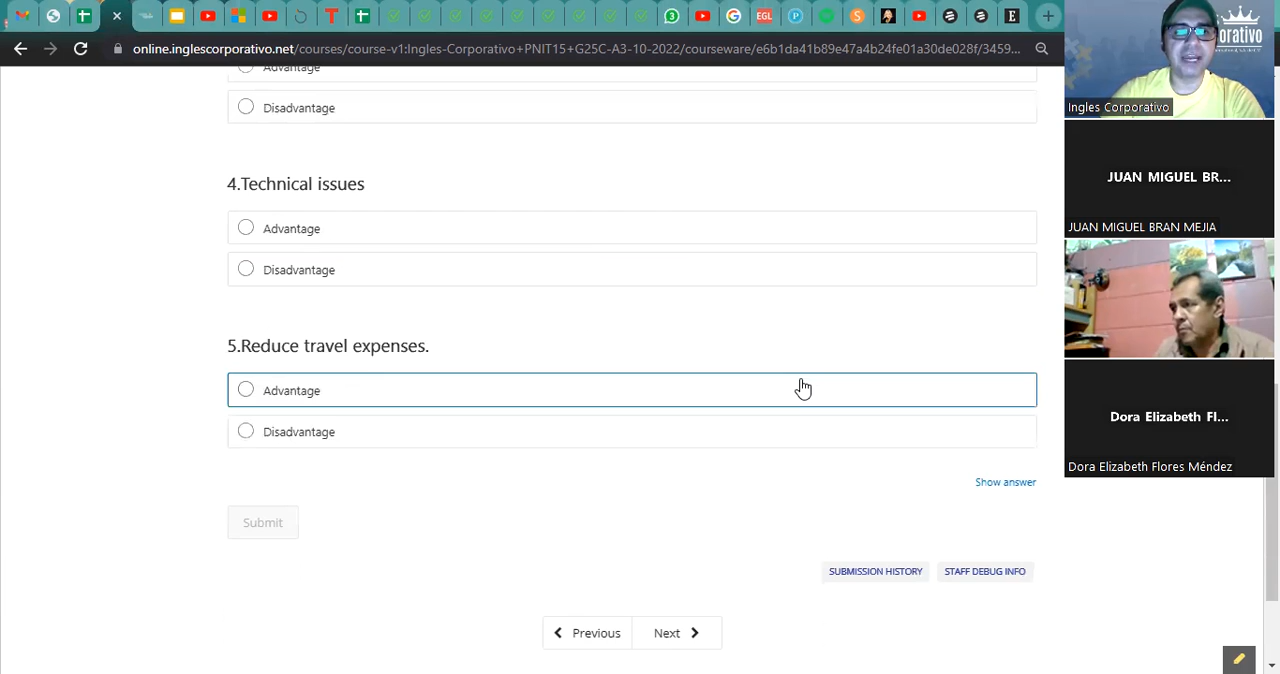 3
EGL
P
S
E
online.inglescorporativo.net/courses/course-v1:Ingles-Corporativo+PNIT15+G25C-A3-10-2022/courseware/e6b1da41b89e47a4b24fe01a30de028f/3459...
orativo
Ingles Corporativo
Advantage
Disadvantage
4.Technical issues
Advantage
Disadvantage
5.Reduce travel expenses.
Advantage
Disadvantage
Show answer
Submit
SUBMISSION HISTORY
STAFF DEBUG INFO
Previous
Next
JUAN MIGUEL BR...
JUAN MIGUEL BRAN MEJIA
Dora Elizabeth Fl...
Dora Elizabeth Flores Méndez